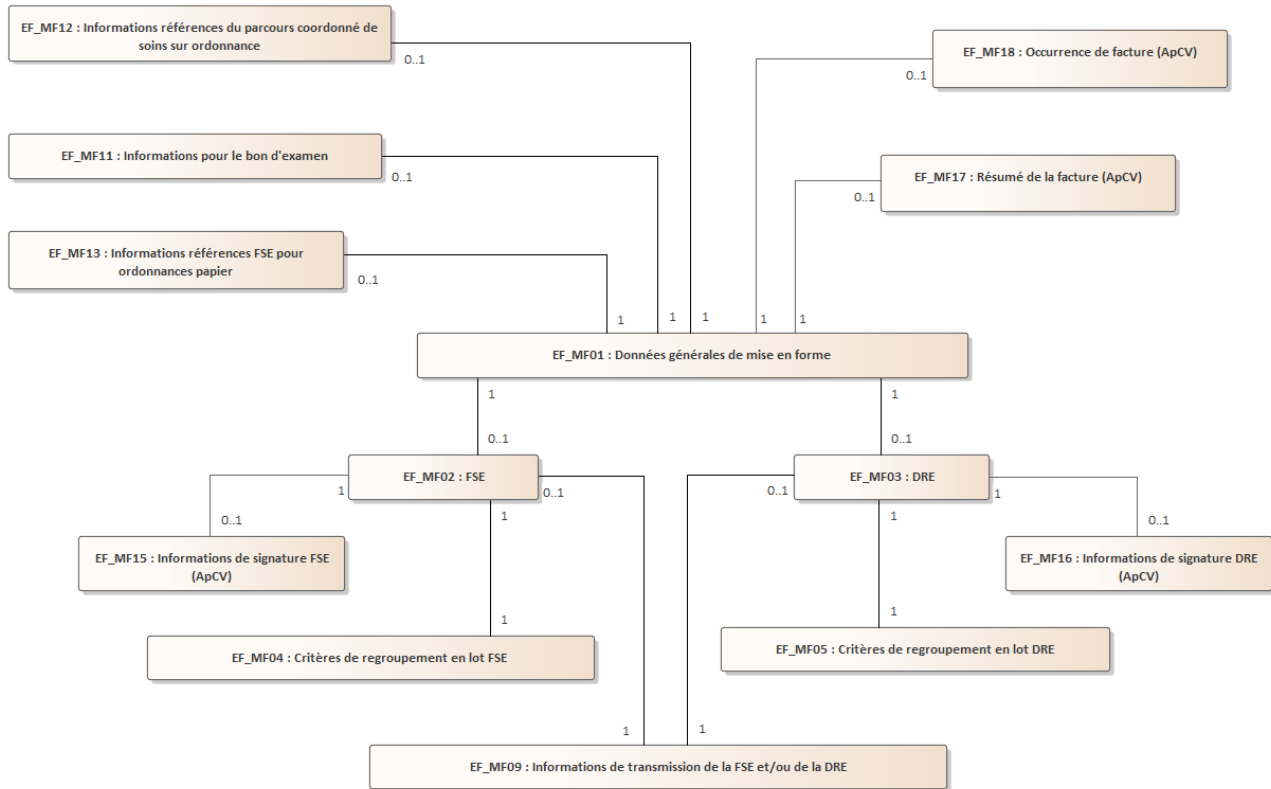 EF_MF12 : Informations références du parcours coordonné de
soins sur ordonnance
0..1
EF_MF18 : Occurrence de facture (ApCV)
0..1
EF_MF11 : Informations pour le bon d'examen
0..1
EF_MF17 : Résumé de la facture (ApCV)
0..1
EF_MF13 : Informations références FSE pour
ordonnances papier
0..1
1
1
1
1
1
EF_MF01 : Données générales de mise en forme
1
1
0..1
0..1
EF_MF02 : FSE
EF_MF03 : DRE
1
0..1
0..1
1
0..1
1
1
0..1
EF_MF15 : Informations de signature FSE
(ApCV)
EF_MF16 : Informations de signature DRE
(ApCV)
1
1
EF_MF04 : Critères de regroupement en lot FSE
EF_MF05 : Critères de regroupement en lot DRE
1
1
EF_MF09 : Informations de transmission de la FSE et/ou de la DRE